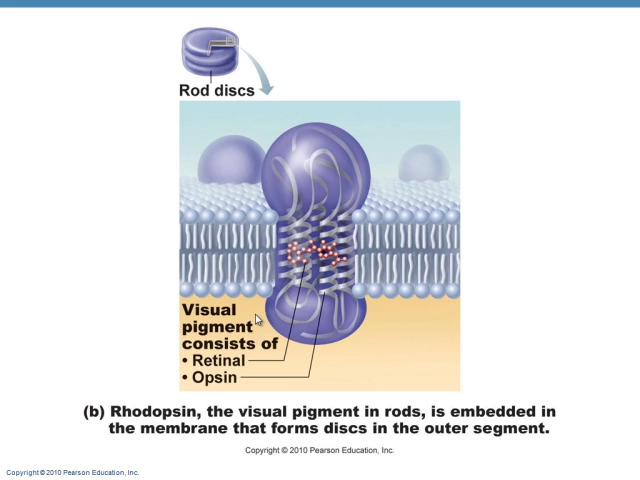 Rod discs
Visual
pigment
consists of
• Retinal
• Opsin
(b) Rhodopsin, the visual pigment in rods, is embedded in
the membrane that forms discs in the outer segment.
Copyright © 2010 Pearson Education, Inc.
Copyright © 2010 Pearson Education, Inc.